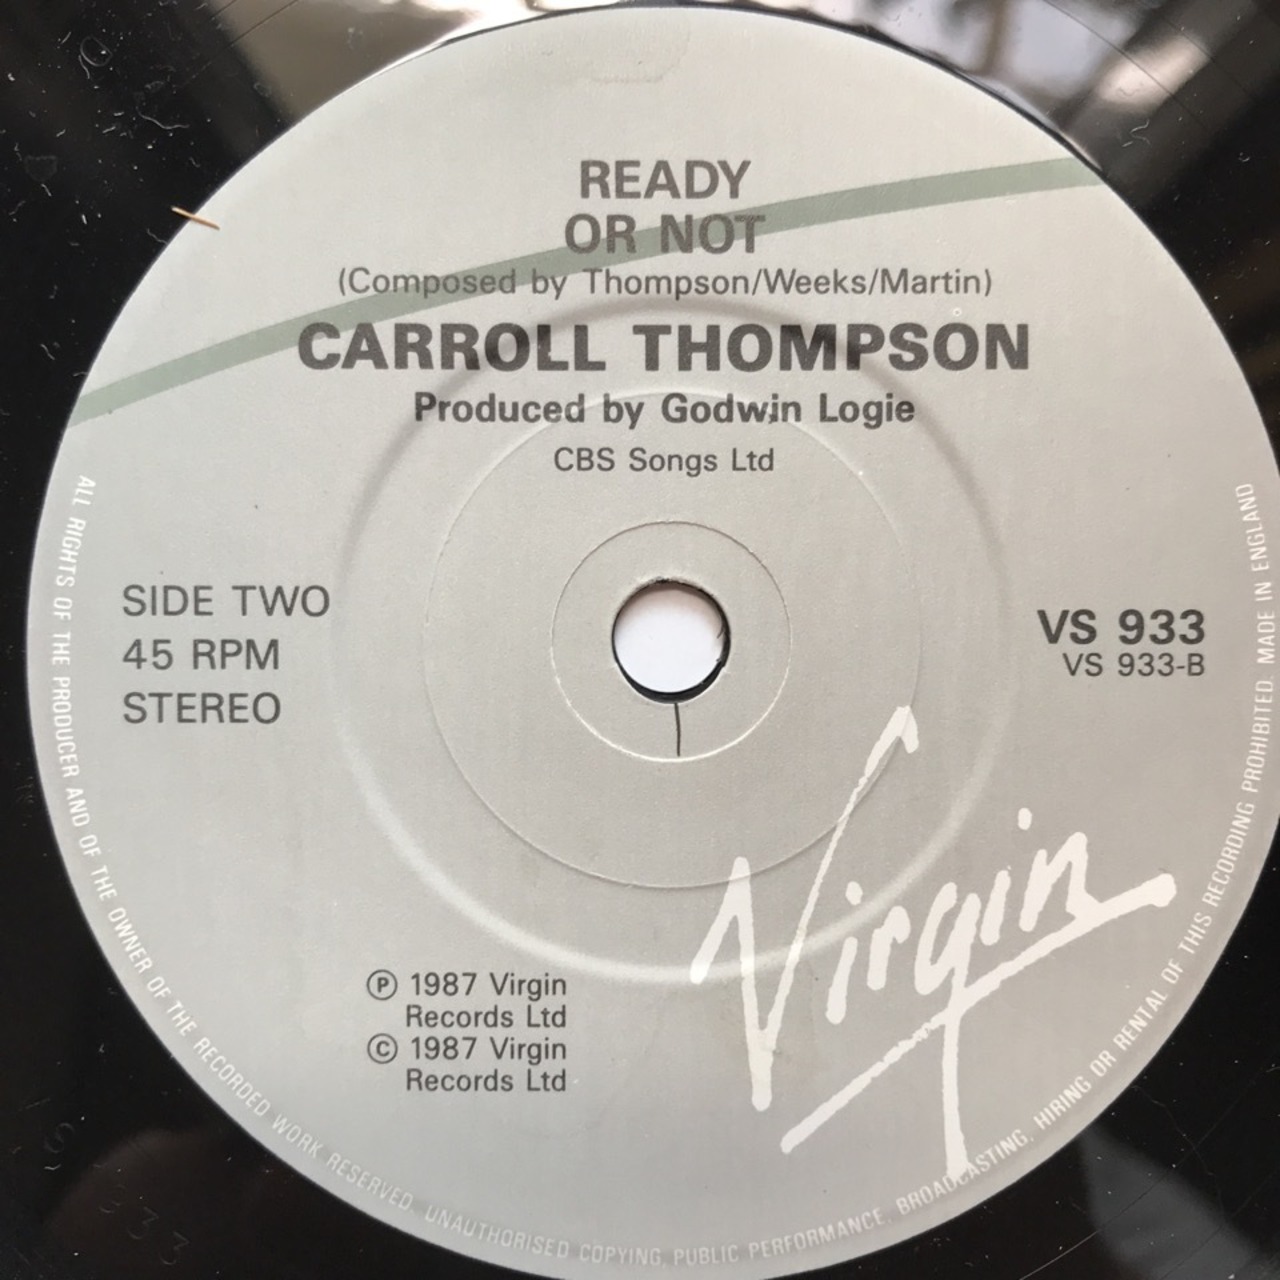 READY
OR NOT
(Composed by Thompson/Weeks/Martin)
CARROLL THOMPSON
Produced by Godwin Logie
CBS Songs Ltd
SIDE TWO
45 RPM
STEREO
VS 933
VS 933-B
Virgin
℗ 1987 Virgin
Records Ltd
© 1987 Virgin
Records Ltd
ALL RIGHTS OF THE PRODUCER AND OF THE OWNER OF THE RECORDED WORK RESERVED. UNAUTHORISED COPYING, PUBLIC PERFORMANCE, BROADCASTING, HIRING OR RENTAL OF THIS RECORDING PROHIBITED. MADE IN ENGLAND